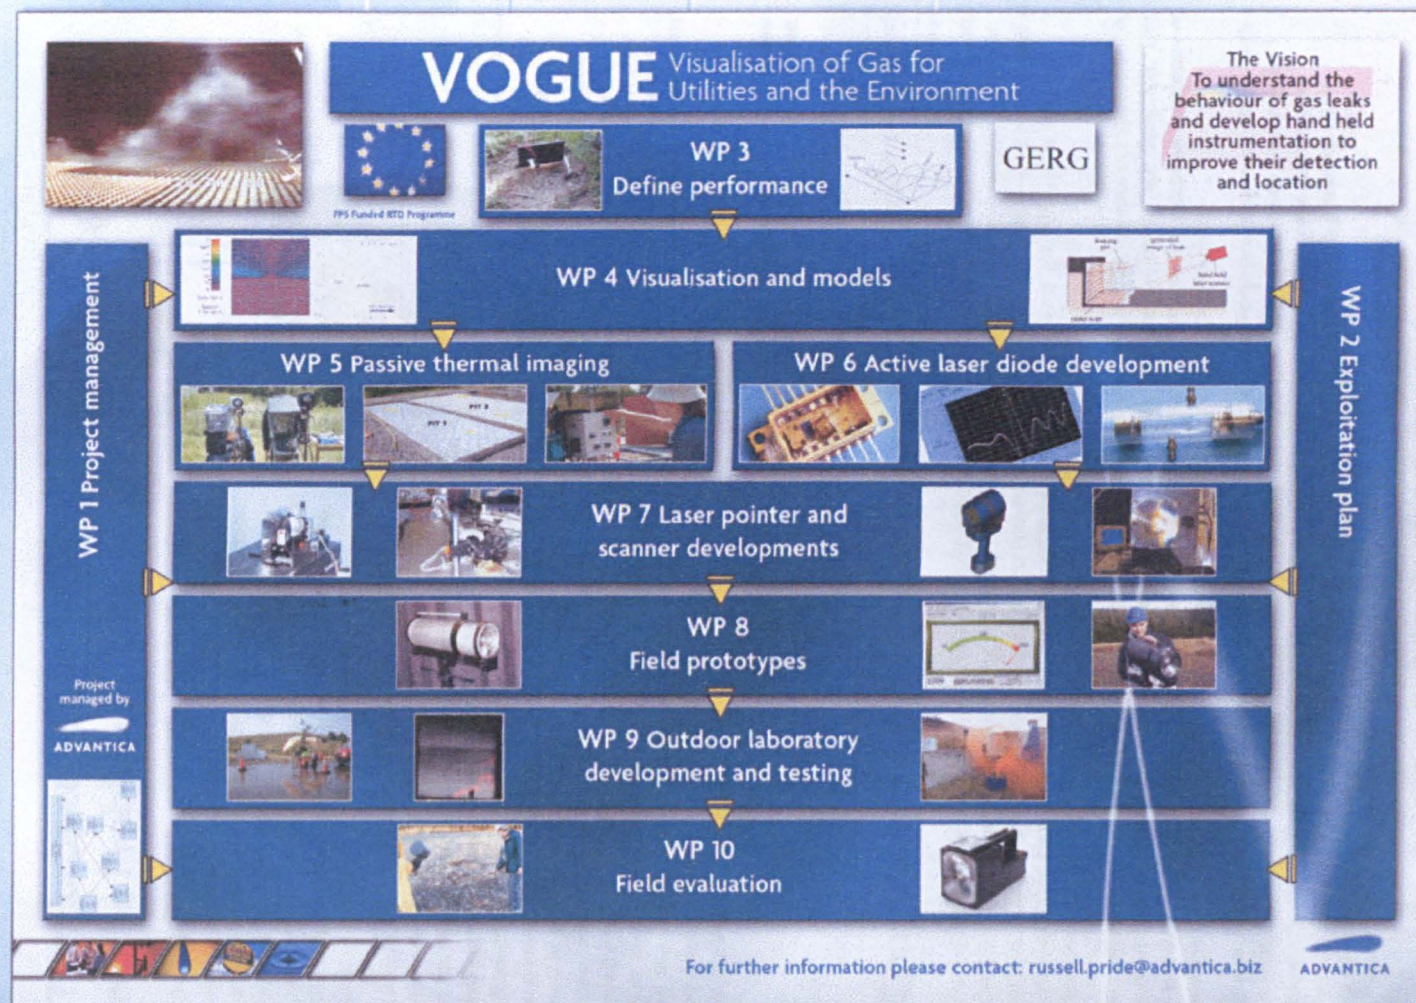 VOGUE
Visualisation of Gas for
Utilities and the Environment
The Vision
To understand the
behaviour of gas leaks
and develop hand held
instrumentation to
improve their detection
and location
FP5 Funded RTD Programme
WP 3
Define performance
GERG
WP 4 Visualisation and models
WP 1 Project management
WP 2 Exploitation plan
WP 5 Passive thermal imaging
PIT 2
PIT 1
WP 6 Active laser diode development
WP 7 Laser pointer and
scanner developments
WP 8
Field prototypes
Project
managed by
ADVANTICA
WP 9 Outdoor laboratory
development and testing
WP 10
Field evaluation
For further information please contact: russell.pride@advantica.biz
ADVANTICA